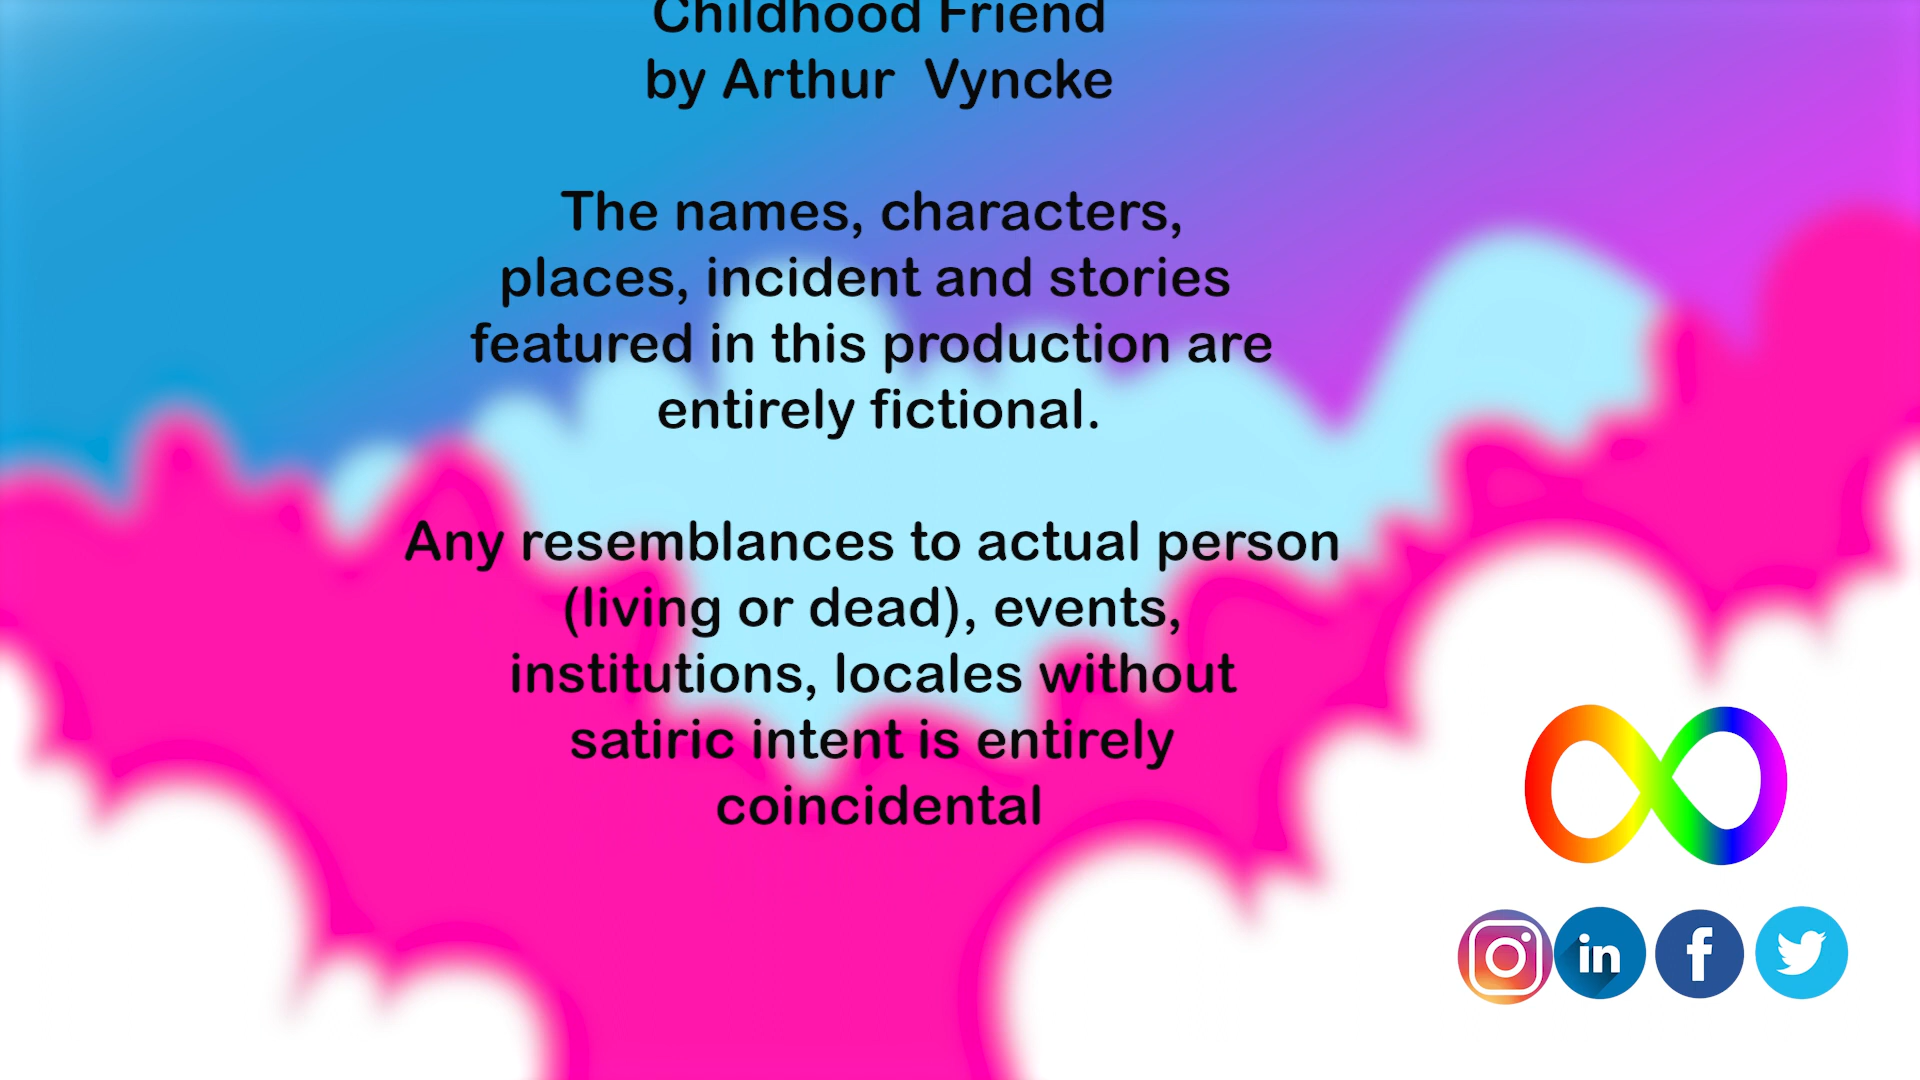 Childhood Friend
by Arthur Vyncke
The names, characters,
places, incident and stories
featured in this production are
entirely fictional.
Any resemblances to actual person
(living or dead), events,
institutions, locales without
satiric intent is entirely
coincidental
in
f